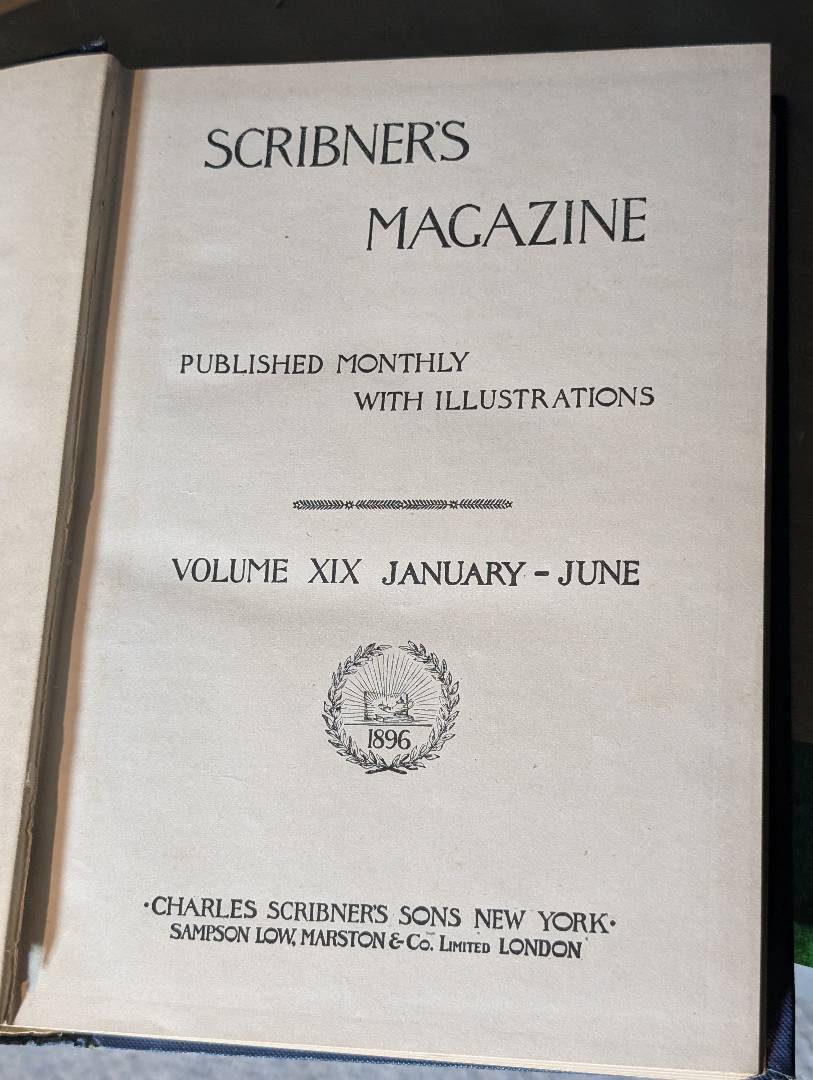 SCRIBNER'S
MAGAZINE
PUBLISHED MONTHLY
WITH ILLUSTRATIONS
VOLUME XIX JANUARY - JUNE
1896
·CHARLES SCRIBNER'S SONS NEW YORK·
SAMPSON LOW, MARSTON & Co. LIMITED LONDON